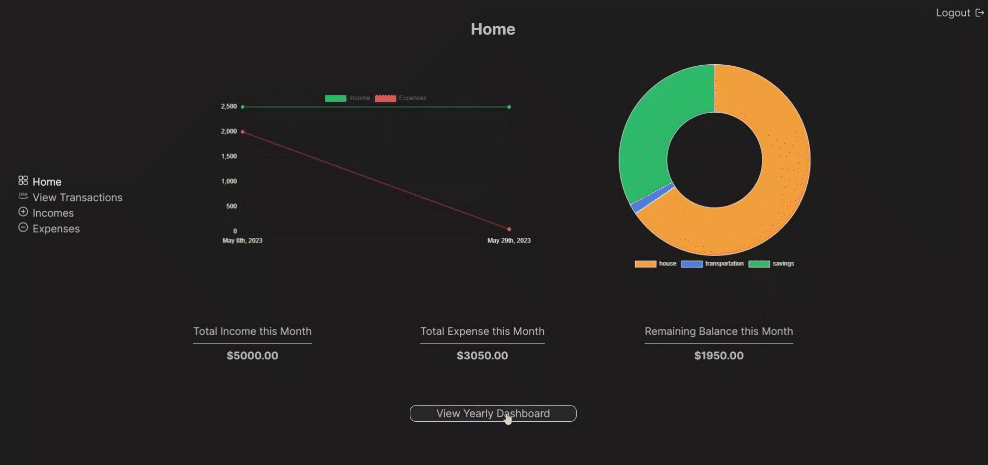 Logout
Home
Income Expenses
2,500
2,000
1,500
1,000
500
0
May 8th, 2023 May 29th, 2023
house transportation savings
Home
View Transactions
Incomes
Expenses
Total Income this Month
$5000.00
Total Expense this Month
$3050.00
Remaining Balance this Month
$1950.00
View Yearly Dashboard